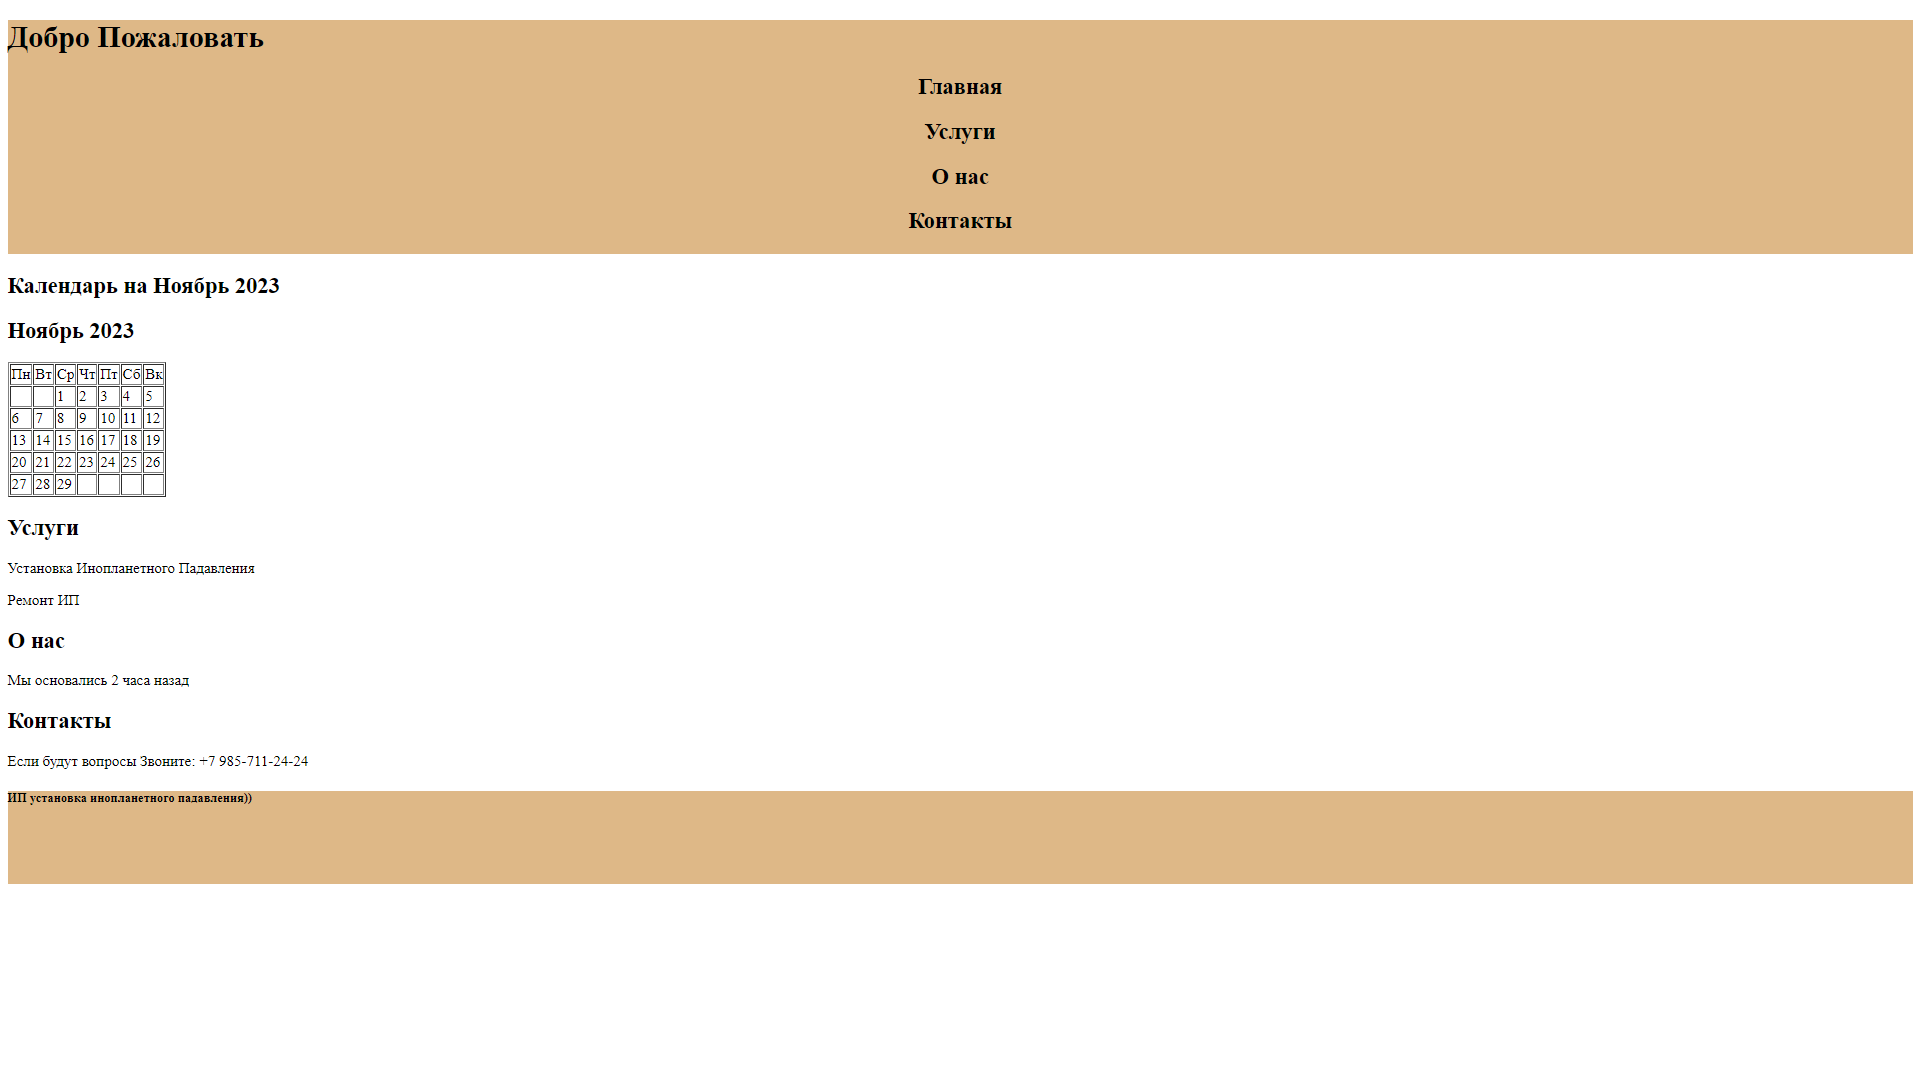 Добро Пожаловать
Главная
Услуги
О нас
Контакты
Календарь на Ноябрь 2023
Ноябрь 2023
Пн Вт Ср Чт Пт Сб Вк
1 2 3 4 5
6 7 8 9 10 11 12
13 14 15 16 17 18 19
20 21 22 23 24 25 26
27 28 29
Услуги
Установка Инопланетного Падавления
Ремонт ИП
О нас
Мы основались 2 часа назад
Контакты
Если будут вопросы Звоните: +7 985-711-24-24
ИП установка инопланетного падавления))